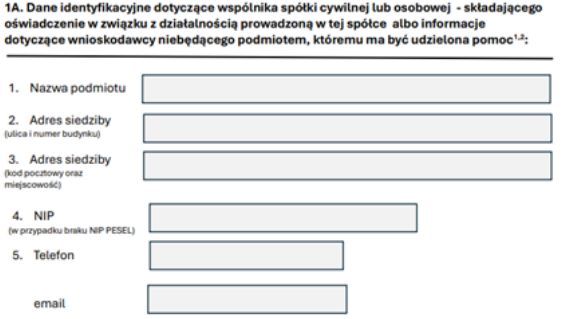 1A. Dane identyfikacyjne dotyczące wspólnika spółki cywilnej lub osobowej - składającego
oświadczenie w związku z działalnością prowadzoną w tej spółce albo informacje
dotyczące wnioskodawcy niebędącego podmiotem, któremu ma być udzielona pomoc¹˒²:
1. Nazwa podmiotu
2. Adres siedziby
(ulica i numer budynku)
3. Adres siedziby
(kod pocztowy oraz
miejscowość)
4. NIP
(w przypadku braku NIP PESEL)
5. Telefon
email